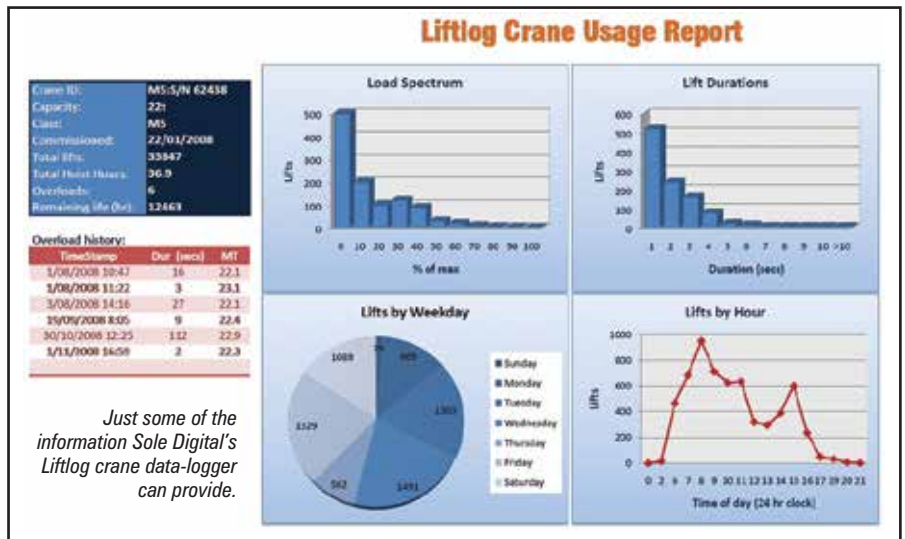 Liftlog Crane Usage Report
Crane ID: M5:S/N 62438
Capacity: 22t
Class: M5
Commissioned: 22/01/2008
Total lifts: 33847
Total Hoist Hours: 36.9
Overloads: 6
Remaining life (hr): 12463
Overload history:
TimeStamp Dur (secs) MT
1/08/2008 10:47 16 22.1
1/08/2008 11:22 3 23.1
3/08/2008 14:16 27 22.1
8:05 9 22.4
30/10/2008 12:25 112 22.9
1/11/2008 16:59 2 22.3
Just some of the
information Sole Digital's
Liftlog crane data-logger
can provide.
Load Spectrum
Lifts
500
400
300
200
100
0
0 10 20 30 40 50 60 70 80 90 100
% of max
Lift Durations
Lifts
600
500
400
300
200
100
0
1 2 3 4 5 6 7 8 9 10 >10
Duration (secs)
Lifts by Weekday
1089
1329
562
1491
Sunday
Monday
Tuesday
Wednesday
Thursday
Friday
Saturday
Lifts by Hour
Lifts
1000
800
600
400
200
0
0 2 6 7 8 9 10 11 12 13 14 15 16 17 19 20 21
Time of day (24 hr clock)